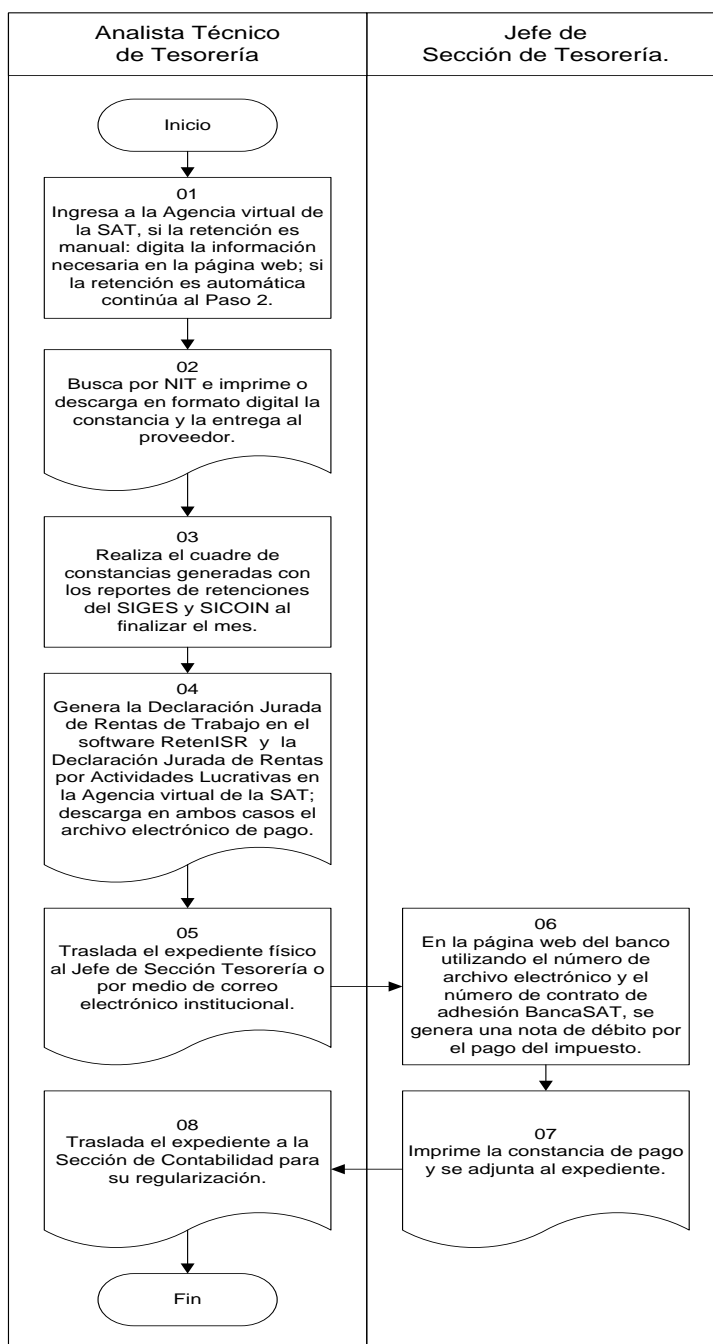 Analista Técnico
de Tesorería
Jefe de
Sección de Tesorería.
Inicio
01
Ingresa a la Agencia virtual de
la SAT, si la retención es
manual: digita la información
necesaria en la página web; si
la retención es automática
continúa al Paso 2.
02
Busca por NIT e imprime o
descarga en formato digital la
constancia y la entrega al
proveedor.
03
Realiza el cuadre de
constancias generadas con
los reportes de retenciones
del SIGES y SICOIN al
finalizar el mes.
04
Genera la Declaración Jurada
de Rentas de Trabajo en el
software RetenISR y la
Declaración Jurada de Rentas
por Actividades Lucrativas en
la Agencia virtual de la SAT;
descarga en ambos casos el
archivo electrónico de pago.
05
Traslada el expediente físico
al Jefe de Sección Tesorería o
por medio de correo
electrónico institucional.
06
En la página web del banco
utilizando el número de
archivo electrónico y el
número de contrato de
adhesión BancaSAT, se
genera una nota de débito por
el pago del impuesto.
07
Imprime la constancia de pago
y se adjunta al expediente.
08
Traslada el expediente a la
Sección de Contabilidad para
su regularización.
Fin